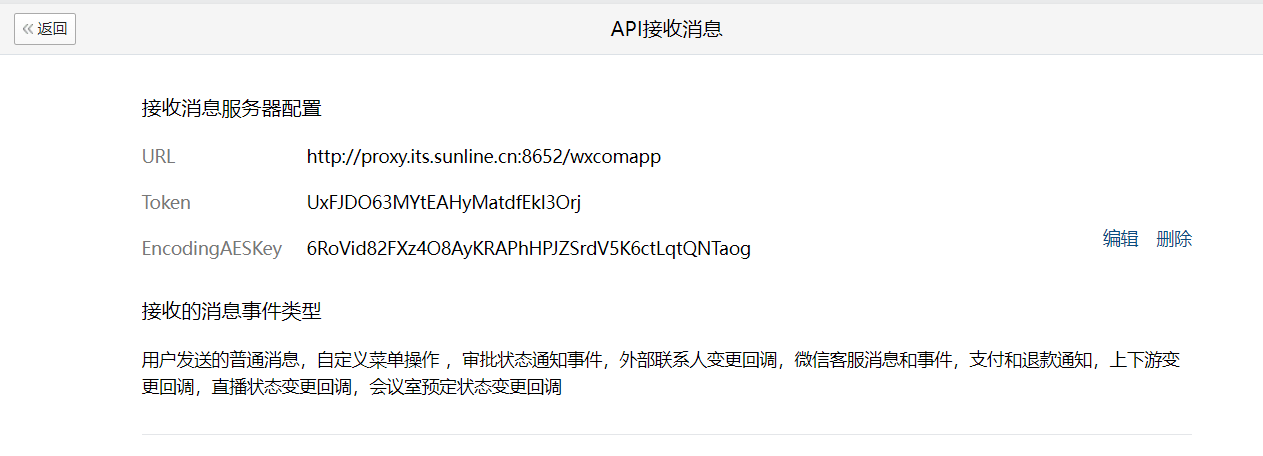 返回
API接收消息
接收消息服务器配置
URL http://proxy.its.sunline.cn:8652/wxcomapp
Token UxFJDO63MYtEAHyMatdfEkI3Orj
EncodingAESKey 6RoVid82FXz4O8AyKRAPhHPJZSrdV5K6ctLqtQNTaog
编辑 删除
接收的消息事件类型
用户发送的普通消息，自定义菜单操作 ，审批状态通知事件，外部联系人变更回调，微信客服消息和事件，支付和退款通知，上下游变
更回调，直播状态变更回调，会议室预定状态变更回调